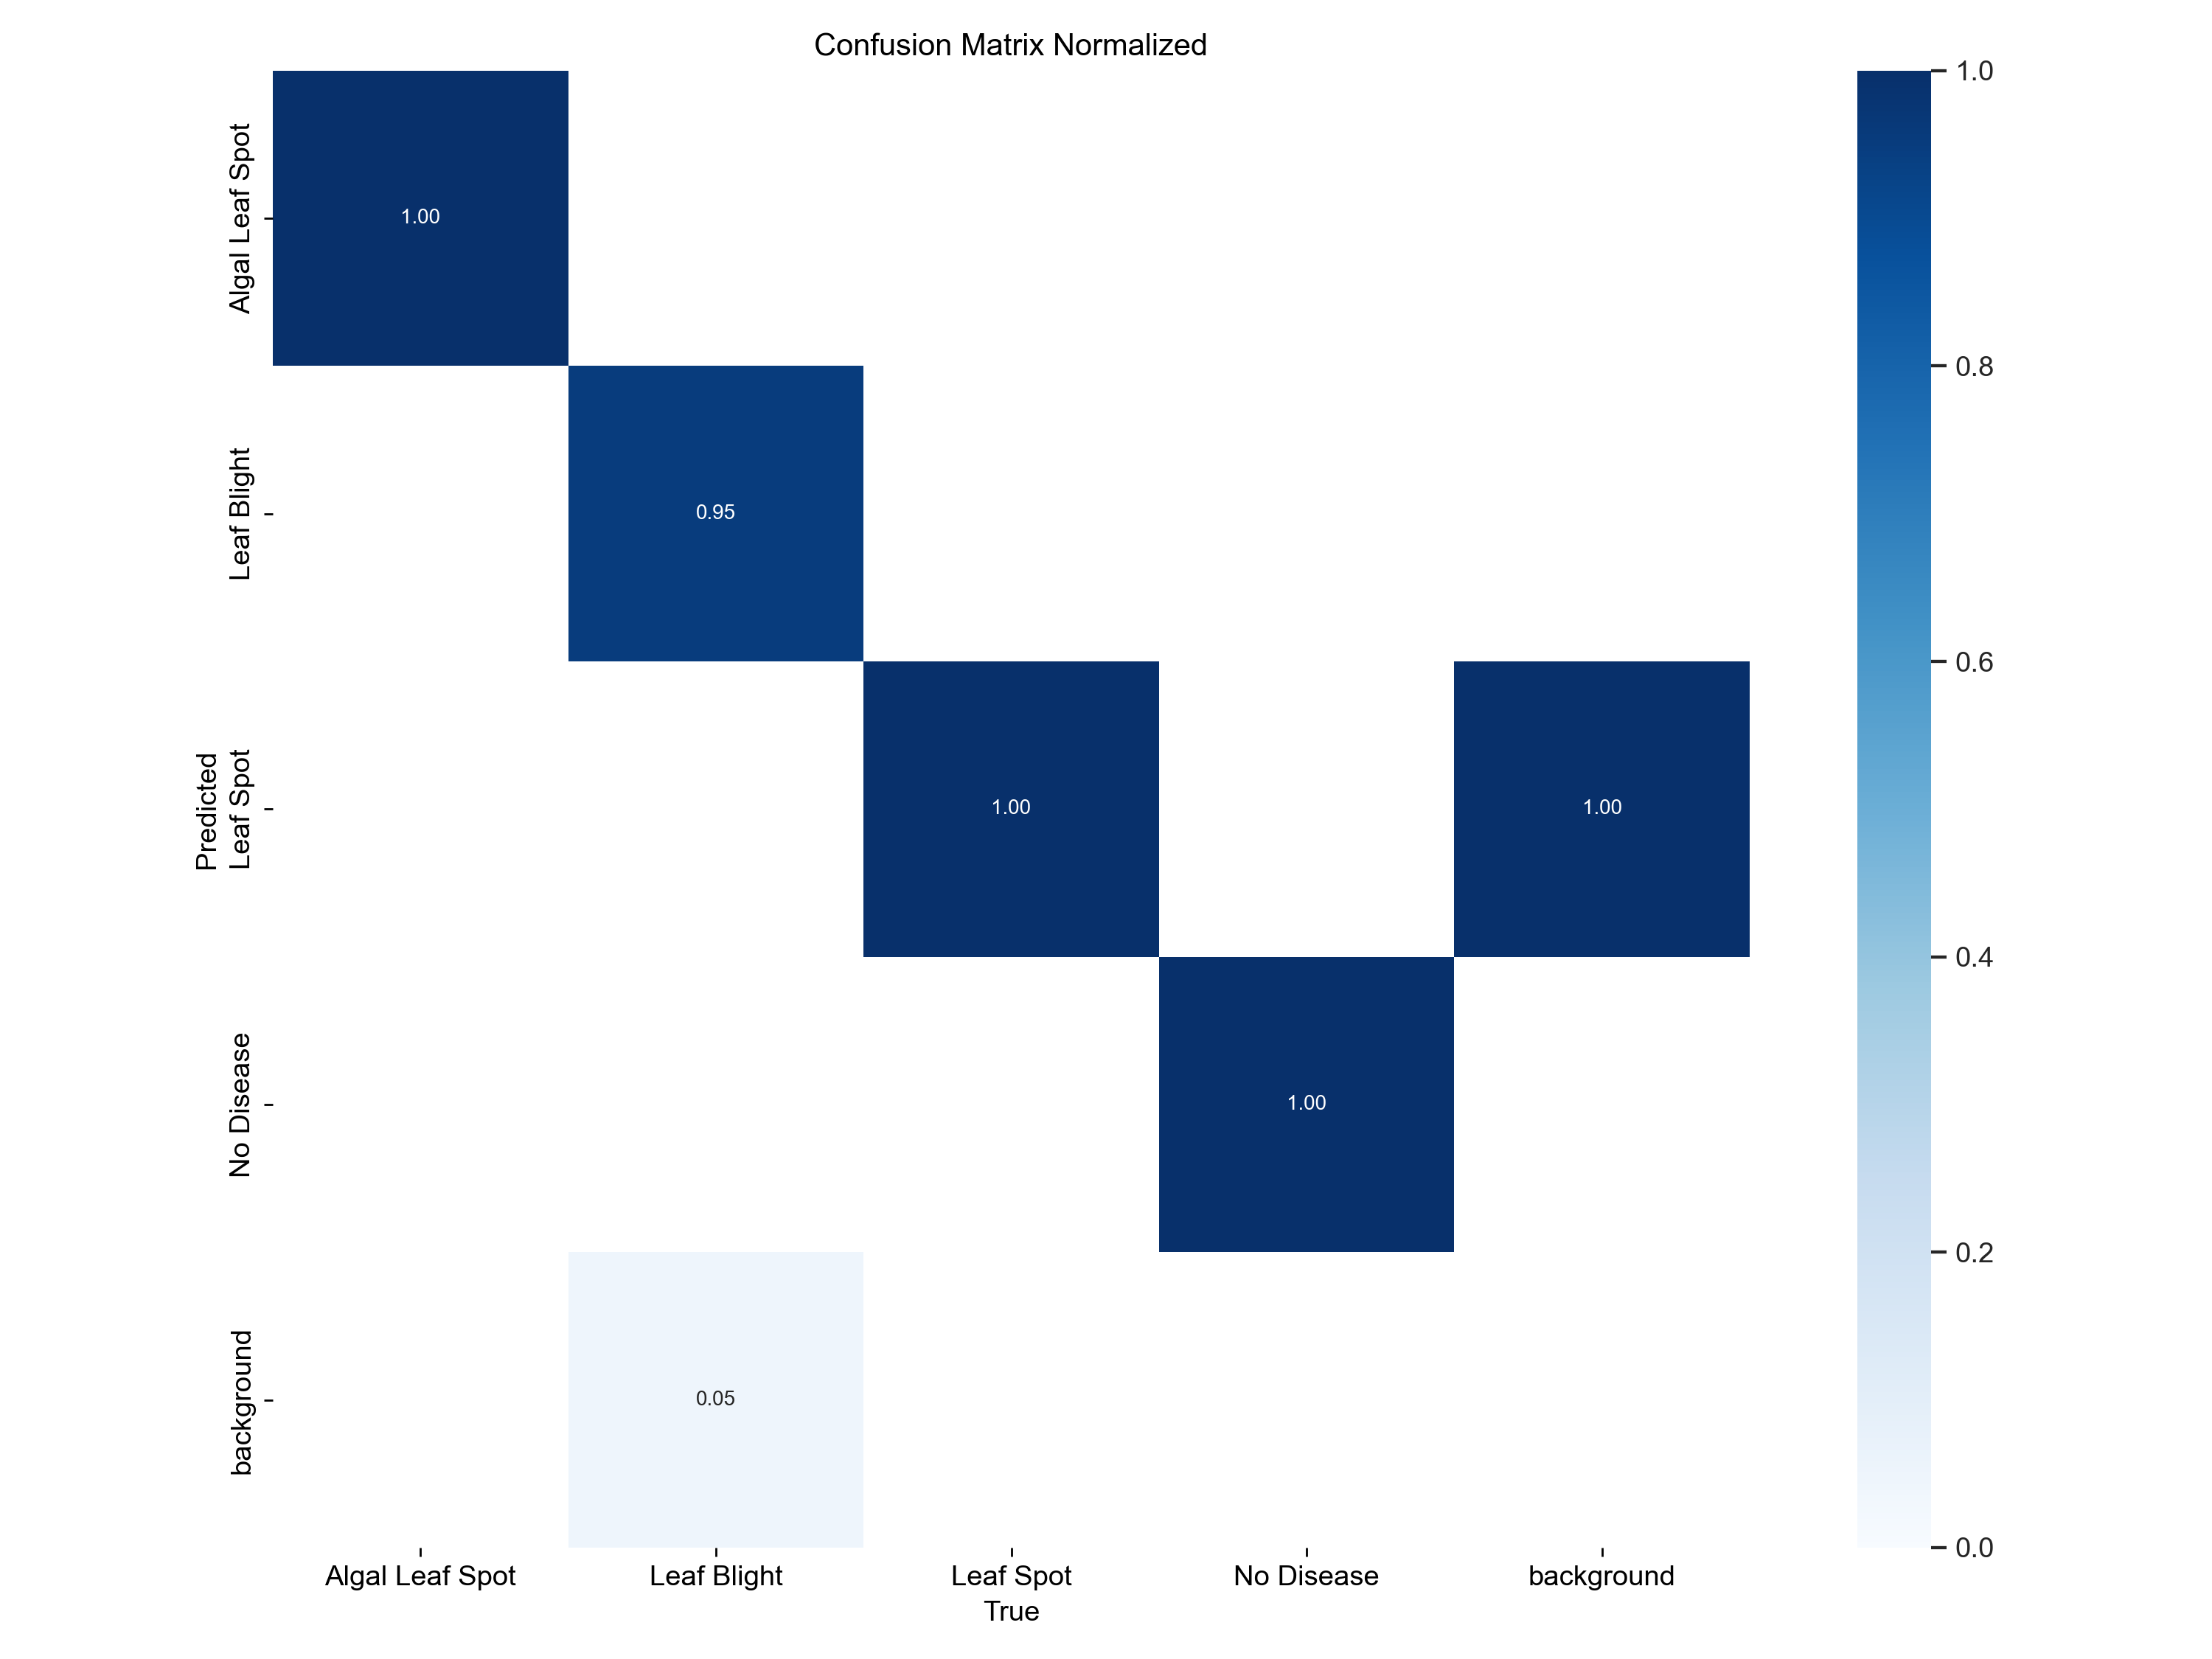 Confusion Matrix Normalized
Algal Leaf Spot
Leaf Blight
Leaf Spot
No Disease
background
Predicted
1.00
0.95
1.00
1.00
1.00
0.05
Algal Leaf Spot
Leaf Blight
Leaf Spot
No Disease
background
True
1.0
0.8
0.6
0.4
0.2
0.0